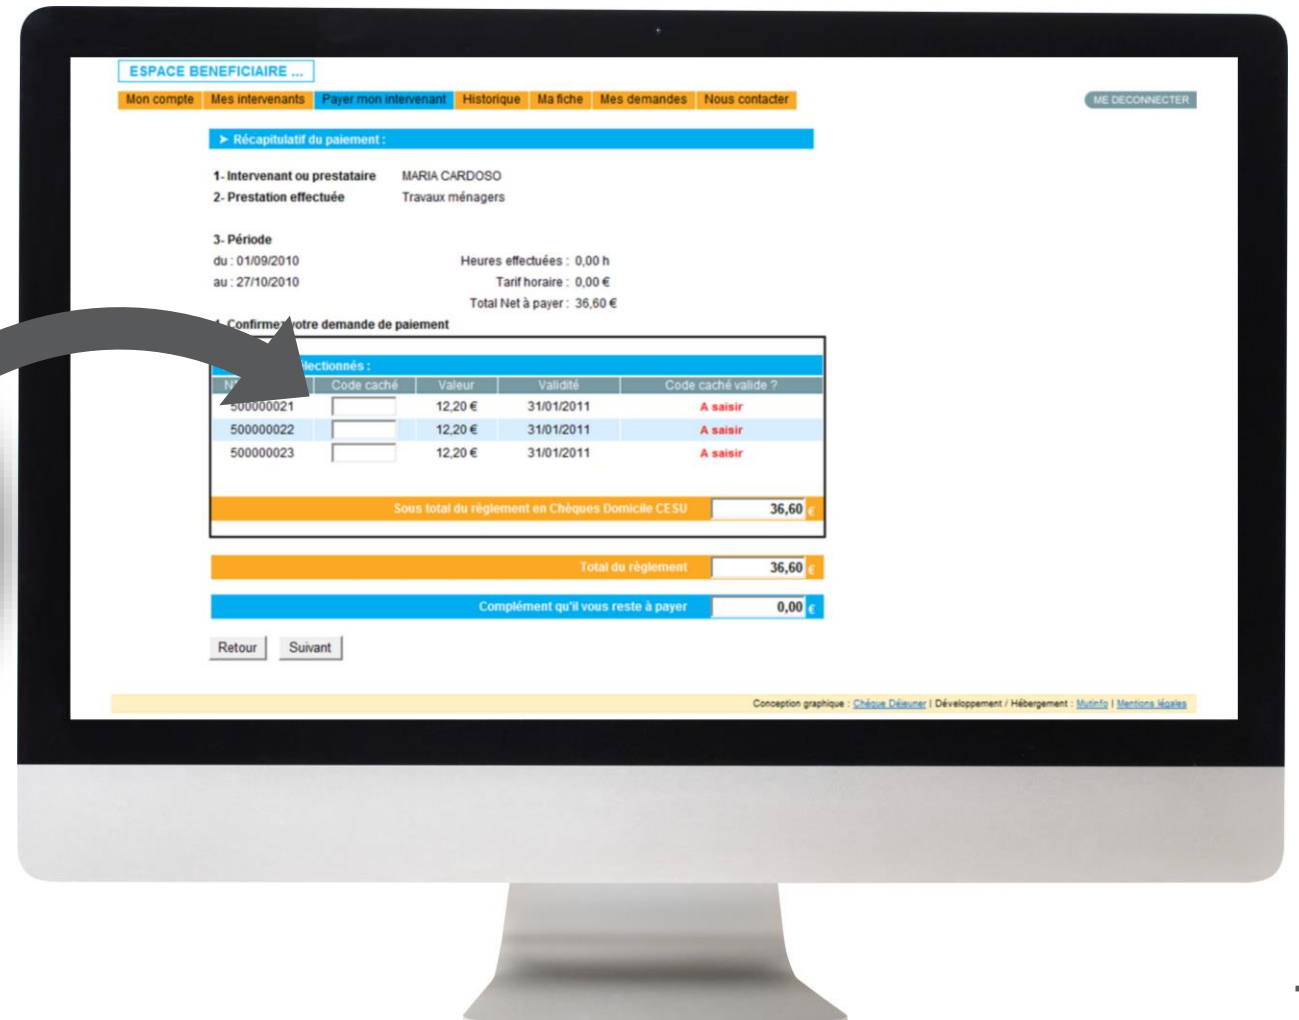 ESPACE BENEFICIAIRE ...
Mon compte Mes intervenants Payer mon intervenant Historique Ma fiche Mes demandes Nous contacter ME DECONNECTER
➤ Récapitulatif du paiement :
1- Intervenant ou prestataire MARIA CARDOSO
2- Prestation effectuée Travaux ménagers
3- Période
du : 01/09/2010 Heures effectuées : 0,00 h
au : 27/10/2010 Tarif horaire : 0,00 €
Total Net à payer : 36,60 €
Confirmez votre demande de paiement
Code caché Valeur Validité Code caché valide ?
500000021 12,20 € 31/01/2011 A saisir
500000022 12,20 € 31/01/2011 A saisir
500000023 12,20 € 31/01/2011 A saisir
Sous total du règlement en Chèques Domicile CESU 36,60 €
Total du règlement 36,60 €
Complément qu'il vous reste à payer 0,00 €
Retour Suivant
Conception graphique : Chèque Déjeuner | Développement / Hébergement : Mutinfo | Mentions légales